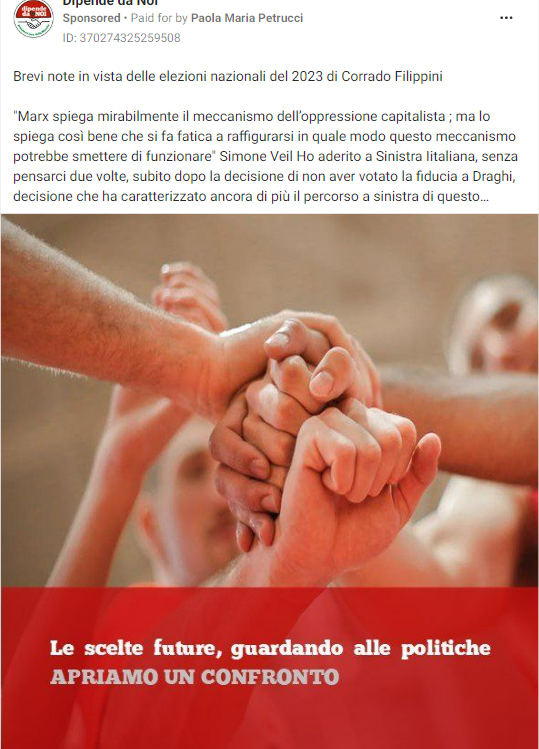 Dipende da Noi
dipende
da NOI
Sponsored • Paid for by Paola Maria Petrucci
ID: 370274325259508
Brevi note in vista delle elezioni nazionali del 2023 di Corrado Filippini
"Marx spiega mirabilmente il meccanismo dell'oppressione capitalista ; ma lo
spiega così bene che si fa fatica a raffigurarsi in quale modo questo meccanismo
potrebbe smettere di funzionare" Simone Veil Ho aderito a Sinistra Iitaliana, senza
pensarci due volte, subito dopo la decisione di non aver votato la fiducia a Draghi,
decisione che ha caratterizzato ancora di più il percorso a sinistra di questo...
Le scelte future, guardando alle politiche
APRIAMO UN CONFRONTO